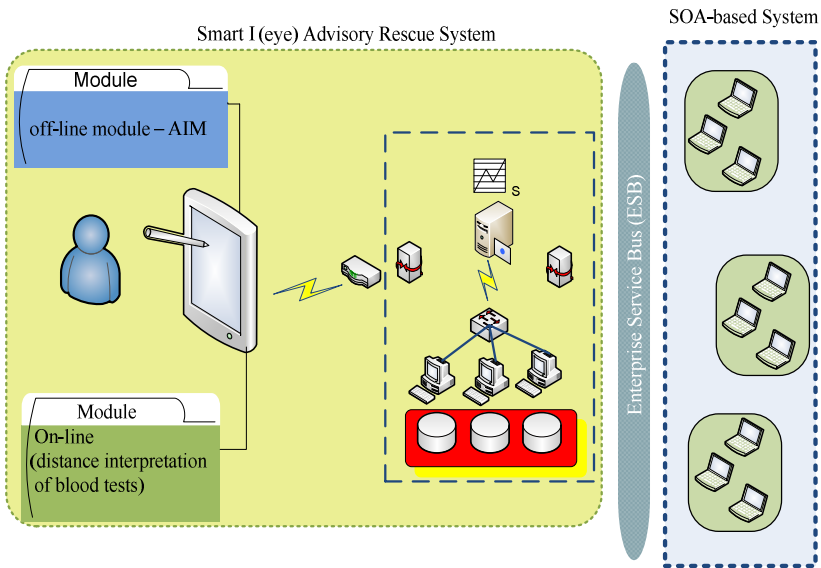 SOA-based System
Smart I (eye) Advisory Rescue System
Module
off-line module – AIM
S
Enterprise Service Bus (ESB)
Module
On-line
(distance interpretation
of blood tests)